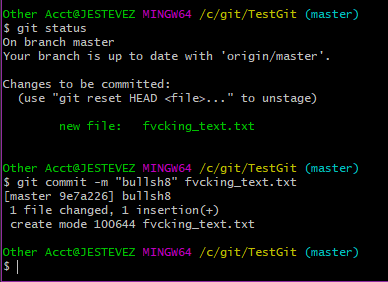 Other Acct@JESTEVEZ MINGW64 /c/git/TestGit (master)
$ git status
On branch master
Your branch is up to date with 'origin/master'.
Changes to be committed:
(use "git reset HEAD <file>..." to unstage)
new file: fvcking_text.txt
Other Acct@JESTEVEZ MINGW64 /c/git/TestGit (master)
$ git commit -m "bullsh8" fvcking_text.txt
[master 9e7a226] bullsh8
1 file changed, 1 insertion(+)
create mode 100644 fvcking_text.txt
Other Acct@JESTEVEZ MINGW64 /c/git/TestGit (master)
$